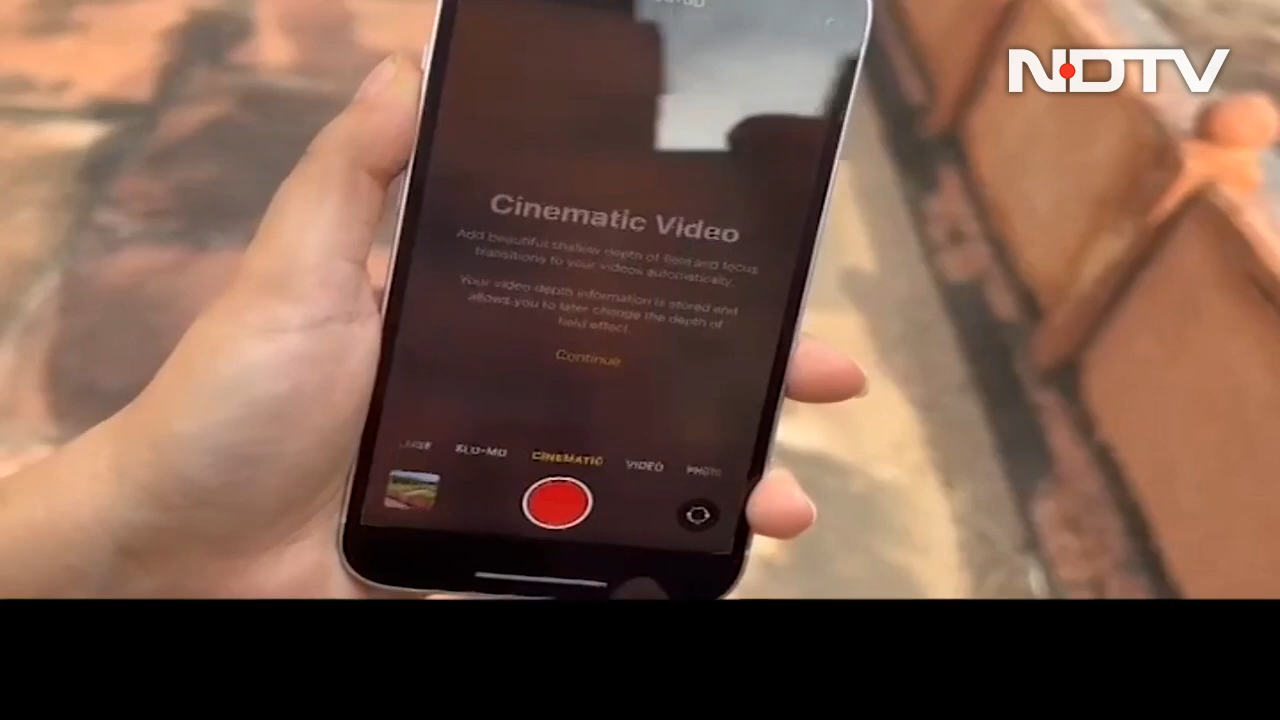 NDTV
Cinematic Video
Add beautiful shallow depth of field and focus
transitions to your videos automatically.
Your video depth information is stored and
allows you to later change the depth of
field effect.
Continue
SLO-MO CINEMATIC VIDEO PHOTO